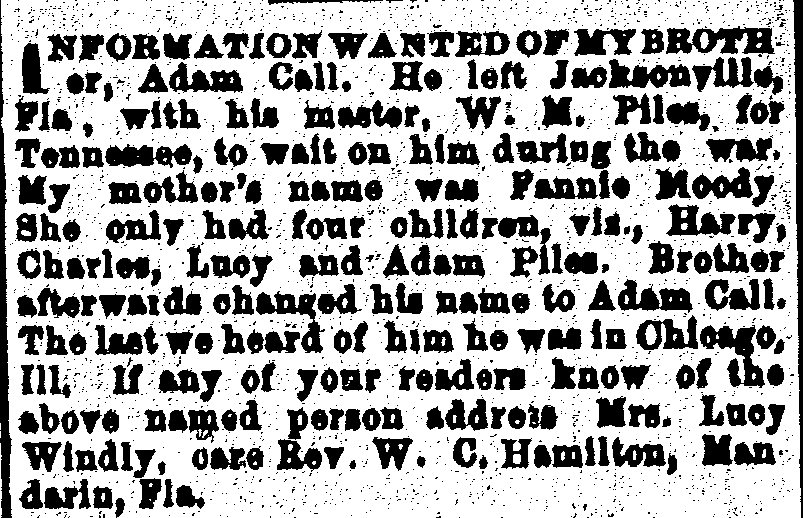 INFORMATION WANTED OF MY BROTH-
er, Adam Call. He left Jacksonville,
Fla, with his master, W. M. Piles, for
Tennessee, to wait on him during the war.
My mother's name was Fannie Moody
She only had four children, viz., Harry,
Charles, Lucy and Adam Piles. Brother
afterwards changed his name to Adam Call.
The last we heard of him he was in Chicago,
Ill. If any of your readers know of the
above named person address Mrs. Lucy
Windly, care Rev. W. C. Hamilton, Man-
darin, Fla.